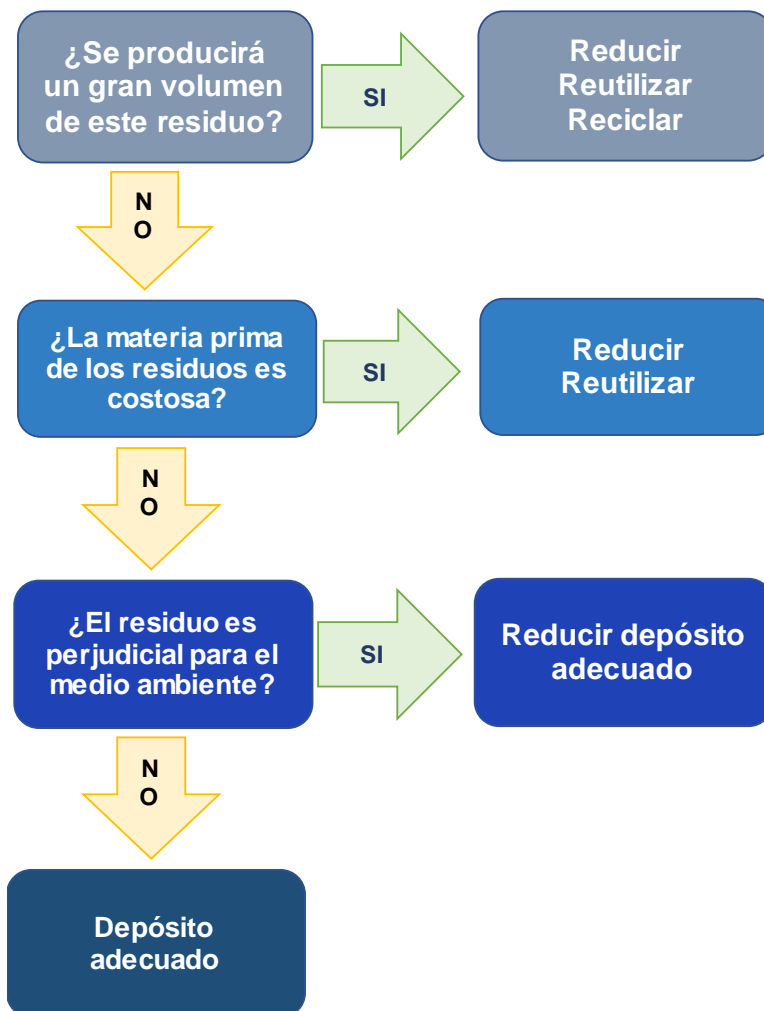 ¿Se producirá
un gran volumen
de este residuo?
SI
Reducir
Reutilizar
Reciclar
N
O
¿La materia prima
de los residuos es
costosa?
SI
Reducir
Reutilizar
N
O
¿El residuo es
perjudicial para el
medio ambiente?
SI
Reducir depósito
adecuado
N
O
Depósito
adecuado